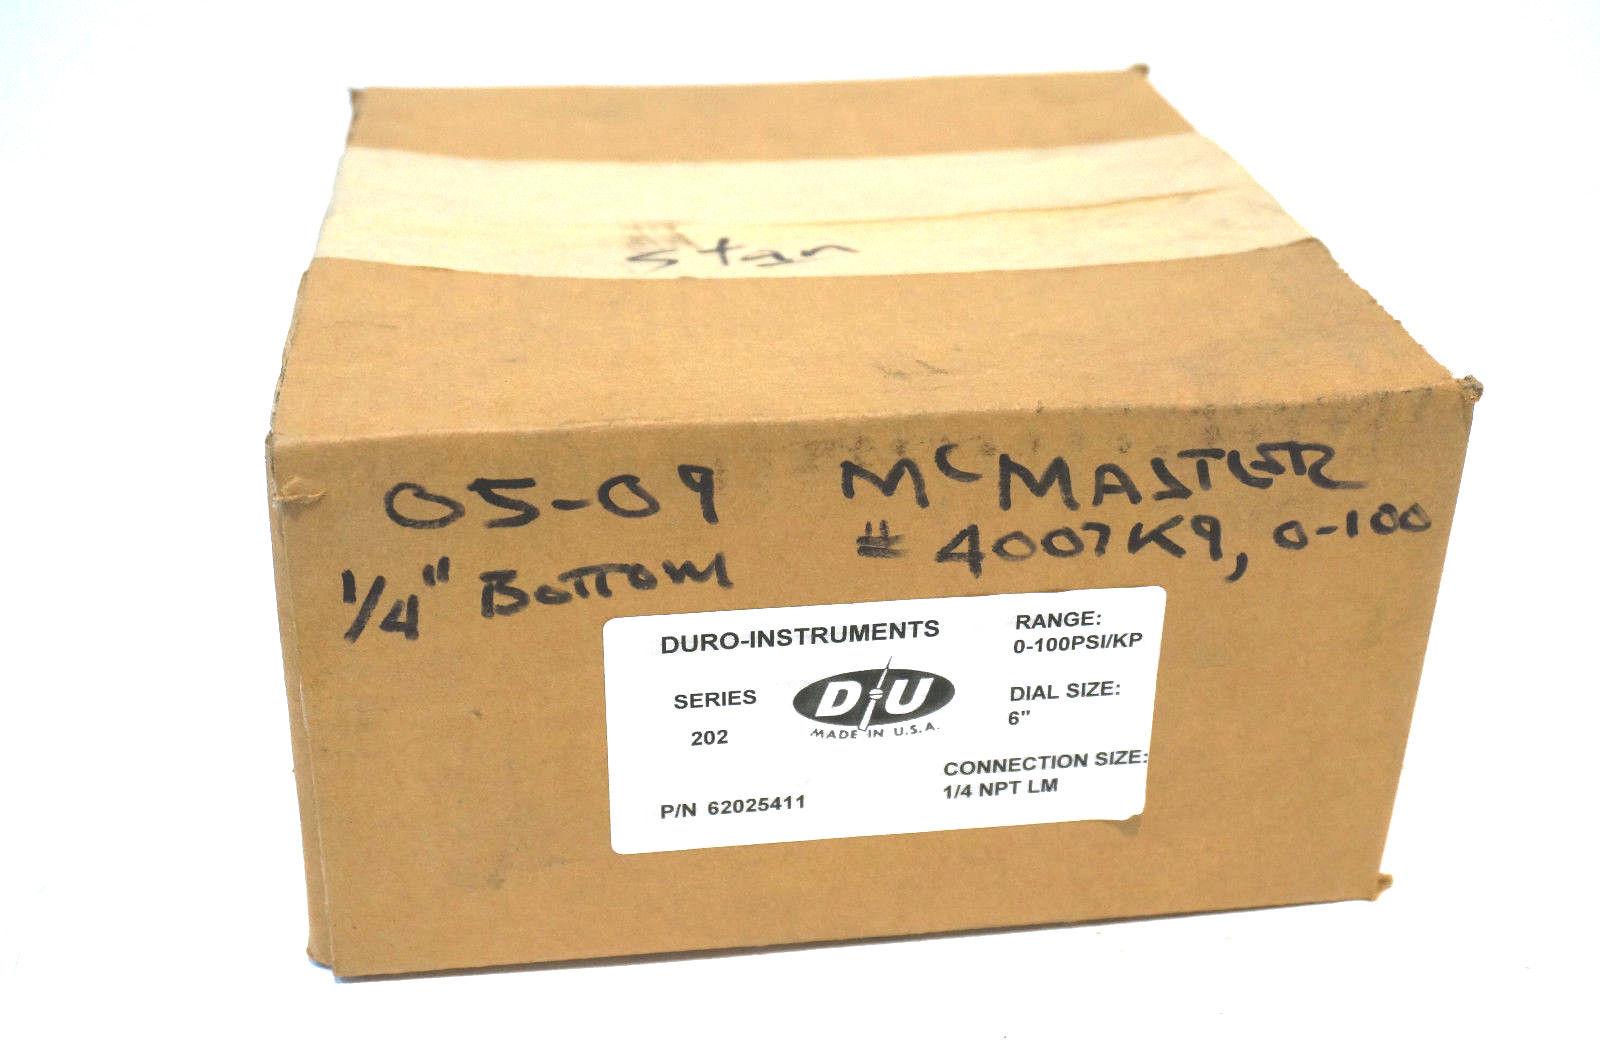 stan
05-09 McMASTER
1/4" BOTTOM # 4007K9, 0-100
DURO-INSTRUMENTS
RANGE:
0-100PSI/KP
SERIES
202
DU
MADE IN U.S.A.
DIAL SIZE:
6"
CONNECTION SIZE:
1/4 NPT LM
P/N 62025411